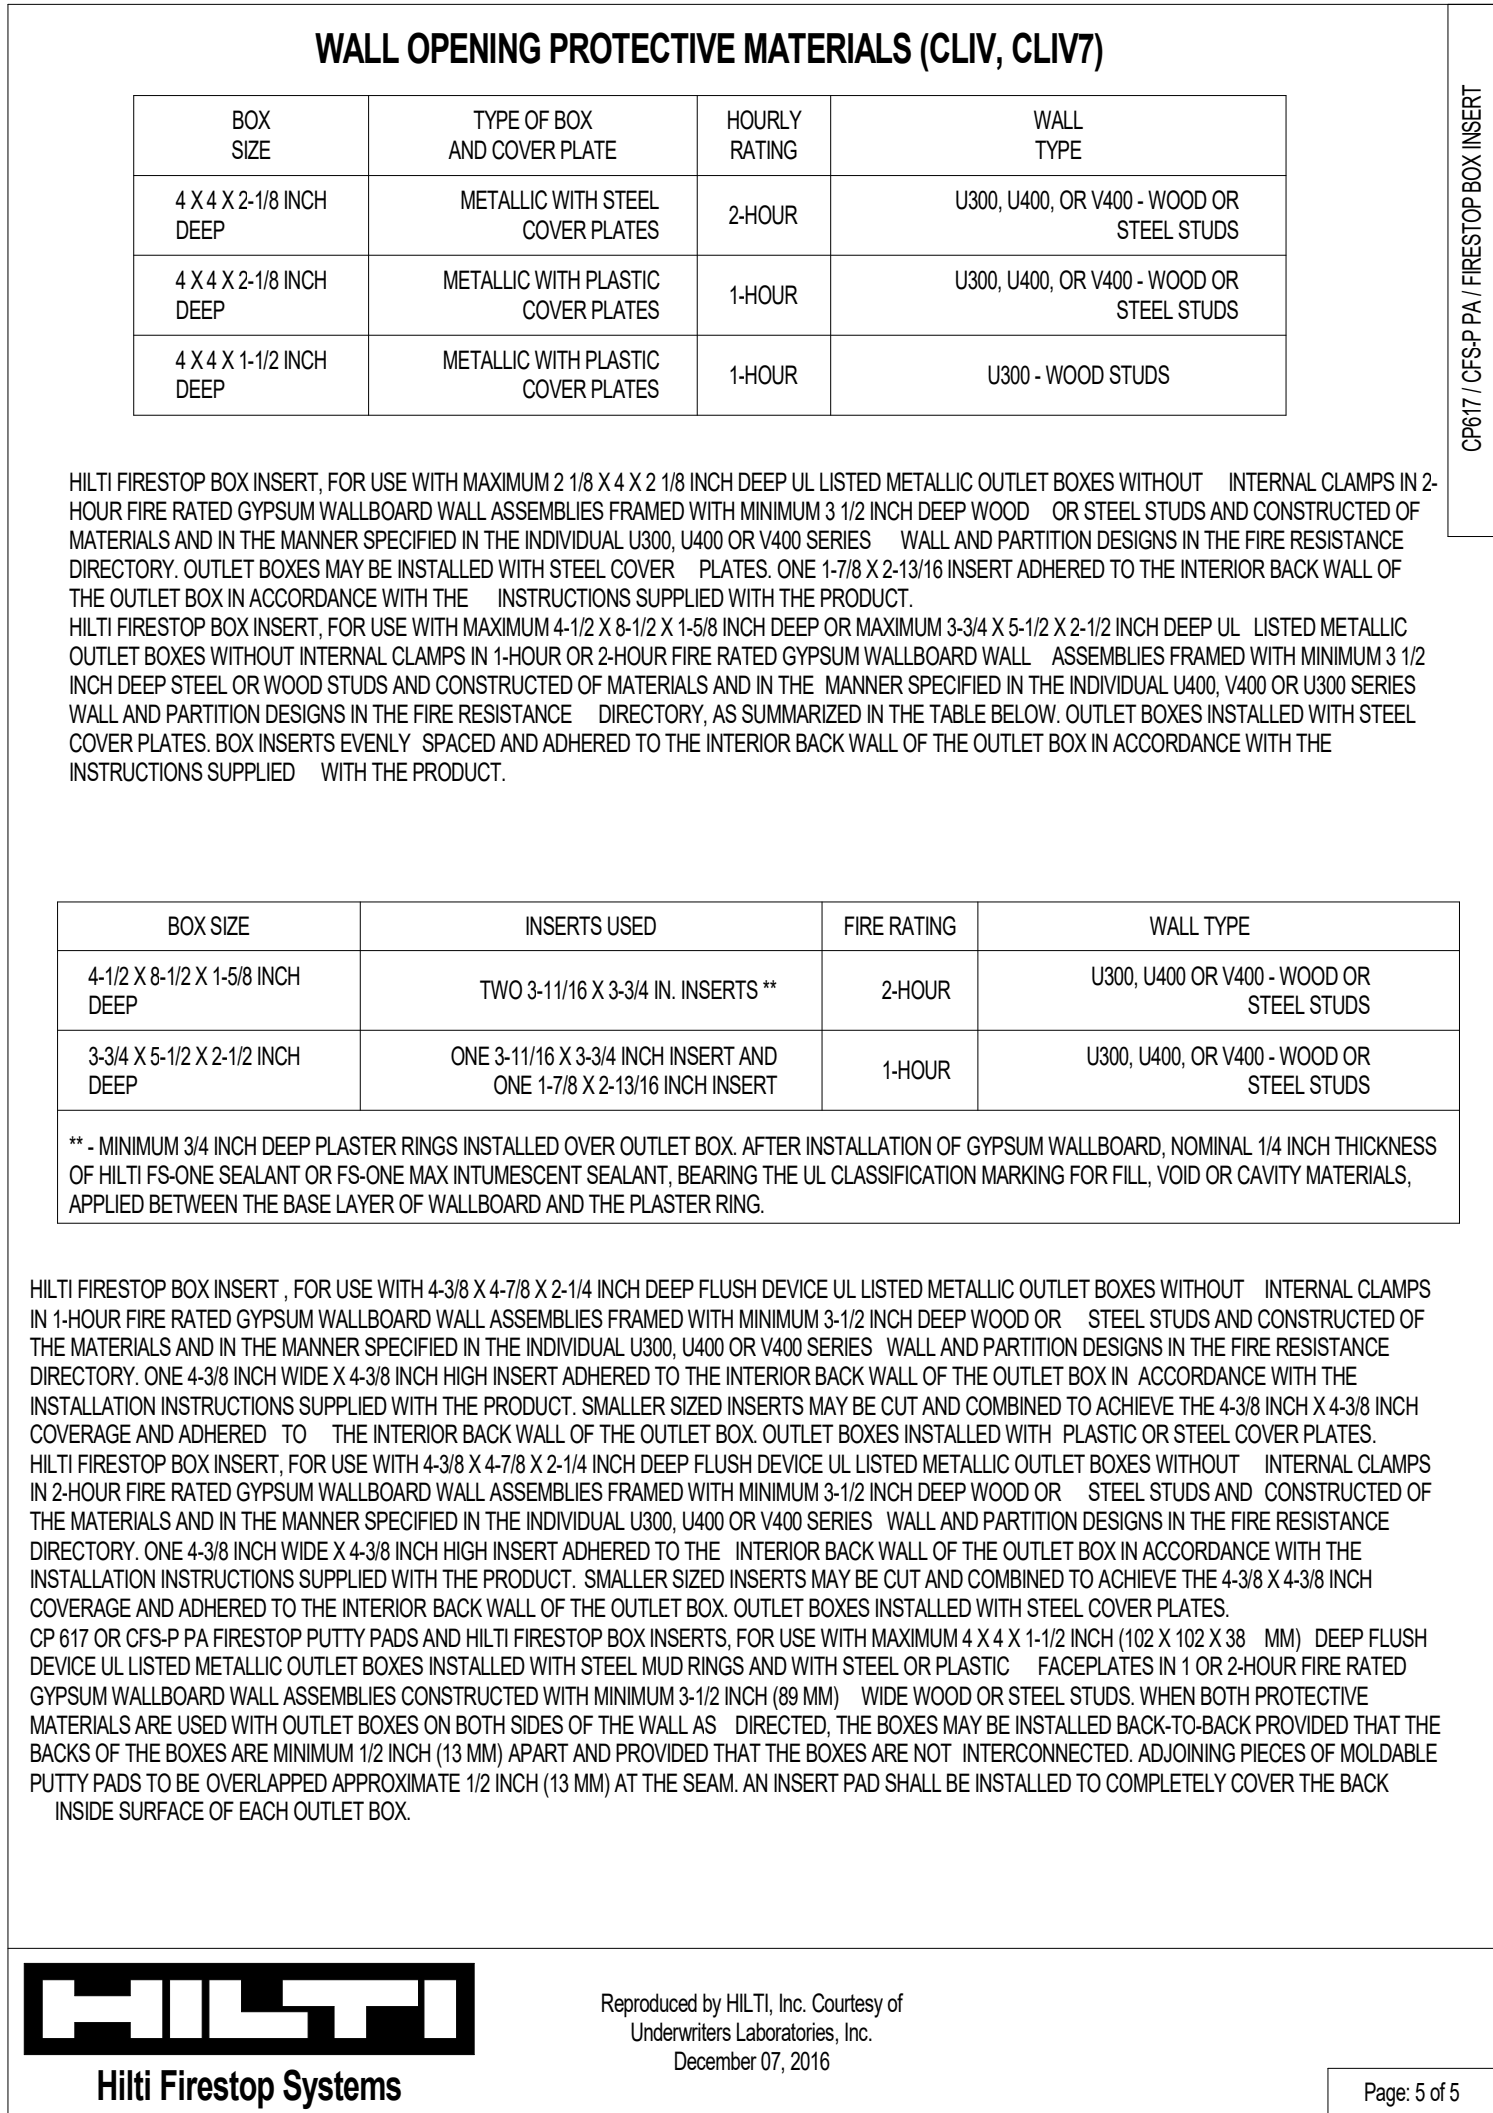 WALL OPENING PROTECTIVE MATERIALS (CLIV, CLIV7)
CP617 / CFS-P PA / FIRESTOP BOX INSERT
BOX SIZE
TYPE OF BOX AND COVER PLATE
HOURLY RATING
WALL TYPE
4 X 4 X 2-1/8 INCH DEEP
METALLIC WITH STEEL COVER PLATES
2-HOUR
U300, U400, OR V400 - WOOD OR STEEL STUDS
4 X 4 X 2-1/8 INCH DEEP
METALLIC WITH PLASTIC COVER PLATES
1-HOUR
U300, U400, OR V400 - WOOD OR STEEL STUDS
4 X 4 X 1-1/2 INCH DEEP
METALLIC WITH PLASTIC COVER PLATES
1-HOUR
U300 - WOOD STUDS
HILTI FIRESTOP BOX INSERT, FOR USE WITH MAXIMUM 2 1/8 X 4 X 2 1/8 INCH DEEP UL LISTED METALLIC OUTLET BOXES WITHOUT INTERNAL CLAMPS IN 2-
HOUR FIRE RATED GYPSUM WALLBOARD WALL ASSEMBLIES FRAMED WITH MINIMUM 3 1/2 INCH DEEP WOOD OR STEEL STUDS AND CONSTRUCTED OF
MATERIALS AND IN THE MANNER SPECIFIED IN THE INDIVIDUAL U300, U400 OR V400 SERIES WALL AND PARTITION DESIGNS IN THE FIRE RESISTANCE
DIRECTORY. OUTLET BOXES MAY BE INSTALLED WITH STEEL COVER PLATES. ONE 1-7/8 X 2-13/16 INSERT ADHERED TO THE INTERIOR BACK WALL OF
THE OUTLET BOX IN ACCORDANCE WITH THE INSTRUCTIONS SUPPLIED WITH THE PRODUCT.
HILTI FIRESTOP BOX INSERT, FOR USE WITH MAXIMUM 4-1/2 X 8-1/2 X 1-5/8 INCH DEEP OR MAXIMUM 3-3/4 X 5-1/2 X 2-1/2 INCH DEEP UL LISTED METALLIC
OUTLET BOXES WITHOUT INTERNAL CLAMPS IN 1-HOUR OR 2-HOUR FIRE RATED GYPSUM WALLBOARD WALL ASSEMBLIES FRAMED WITH MINIMUM 3 1/2
INCH DEEP STEEL OR WOOD STUDS AND CONSTRUCTED OF MATERIALS AND IN THE MANNER SPECIFIED IN THE INDIVIDUAL U400, V400 OR U300 SERIES
WALL AND PARTITION DESIGNS IN THE FIRE RESISTANCE DIRECTORY, AS SUMMARIZED IN THE TABLE BELOW. OUTLET BOXES INSTALLED WITH STEEL
COVER PLATES. BOX INSERTS EVENLY SPACED AND ADHERED TO THE INTERIOR BACK WALL OF THE OUTLET BOX IN ACCORDANCE WITH THE
INSTRUCTIONS SUPPLIED WITH THE PRODUCT.
BOX SIZE
INSERTS USED
FIRE RATING
WALL TYPE
4-1/2 X 8-1/2 X 1-5/8 INCH DEEP
TWO 3-11/16 X 3-3/4 IN. INSERTS **
2-HOUR
U300, U400 OR V400 - WOOD OR STEEL STUDS
3-3/4 X 5-1/2 X 2-1/2 INCH DEEP
ONE 3-11/16 X 3-3/4 INCH INSERT AND ONE 1-7/8 X 2-13/16 INCH INSERT
1-HOUR
U300, U400, OR V400 - WOOD OR STEEL STUDS
** - MINIMUM 3/4 INCH DEEP PLASTER RINGS INSTALLED OVER OUTLET BOX. AFTER INSTALLATION OF GYPSUM WALLBOARD, NOMINAL 1/4 INCH THICKNESS
OF HILTI FS-ONE SEALANT OR FS-ONE MAX INTUMESCENT SEALANT, BEARING THE UL CLASSIFICATION MARKING FOR FILL, VOID OR CAVITY MATERIALS,
APPLIED BETWEEN THE BASE LAYER OF WALLBOARD AND THE PLASTER RING.
HILTI FIRESTOP BOX INSERT , FOR USE WITH 4-3/8 X 4-7/8 X 2-1/4 INCH DEEP FLUSH DEVICE UL LISTED METALLIC OUTLET BOXES WITHOUT INTERNAL CLAMPS
IN 1-HOUR FIRE RATED GYPSUM WALLBOARD WALL ASSEMBLIES FRAMED WITH MINIMUM 3-1/2 INCH DEEP WOOD OR STEEL STUDS AND CONSTRUCTED OF
THE MATERIALS AND IN THE MANNER SPECIFIED IN THE INDIVIDUAL U300, U400 OR V400 SERIES WALL AND PARTITION DESIGNS IN THE FIRE RESISTANCE
DIRECTORY. ONE 4-3/8 INCH WIDE X 4-3/8 INCH HIGH INSERT ADHERED TO THE INTERIOR BACK WALL OF THE OUTLET BOX IN ACCORDANCE WITH THE
INSTALLATION INSTRUCTIONS SUPPLIED WITH THE PRODUCT. SMALLER SIZED INSERTS MAY BE CUT AND COMBINED TO ACHIEVE THE 4-3/8 INCH X 4-3/8 INCH
COVERAGE AND ADHERED TO THE INTERIOR BACK WALL OF THE OUTLET BOX. OUTLET BOXES INSTALLED WITH PLASTIC OR STEEL COVER PLATES.
HILTI FIRESTOP BOX INSERT, FOR USE WITH 4-3/8 X 4-7/8 X 2-1/4 INCH DEEP FLUSH DEVICE UL LISTED METALLIC OUTLET BOXES WITHOUT INTERNAL CLAMPS
IN 2-HOUR FIRE RATED GYPSUM WALLBOARD WALL ASSEMBLIES FRAMED WITH MINIMUM 3-1/2 INCH DEEP WOOD OR STEEL STUDS AND CONSTRUCTED OF
THE MATERIALS AND IN THE MANNER SPECIFIED IN THE INDIVIDUAL U300, U400 OR V400 SERIES WALL AND PARTITION DESIGNS IN THE FIRE RESISTANCE
DIRECTORY. ONE 4-3/8 INCH WIDE X 4-3/8 INCH HIGH INSERT ADHERED TO THE INTERIOR BACK WALL OF THE OUTLET BOX IN ACCORDANCE WITH THE
INSTALLATION INSTRUCTIONS SUPPLIED WITH THE PRODUCT. SMALLER SIZED INSERTS MAY BE CUT AND COMBINED TO ACHIEVE THE 4-3/8 X 4-3/8 INCH
COVERAGE AND ADHERED TO THE INTERIOR BACK WALL OF THE OUTLET BOX. OUTLET BOXES INSTALLED WITH STEEL COVER PLATES.
CP 617 OR CFS-P PA FIRESTOP PUTTY PADS AND HILTI FIRESTOP BOX INSERTS, FOR USE WITH MAXIMUM 4 X 4 X 1-1/2 INCH (102 X 102 X 38 MM) DEEP FLUSH
DEVICE UL LISTED METALLIC OUTLET BOXES INSTALLED WITH STEEL MUD RINGS AND WITH STEEL OR PLASTIC FACEPLATES IN 1 OR 2-HOUR FIRE RATED
GYPSUM WALLBOARD WALL ASSEMBLIES CONSTRUCTED WITH MINIMUM 3-1/2 INCH (89 MM) WIDE WOOD OR STEEL STUDS. WHEN BOTH PROTECTIVE
MATERIALS ARE USED WITH OUTLET BOXES ON BOTH SIDES OF THE WALL AS DIRECTED, THE BOXES MAY BE INSTALLED BACK-TO-BACK PROVIDED THAT THE
BACKS OF THE BOXES ARE MINIMUM 1/2 INCH (13 MM) APART AND PROVIDED THAT THE BOXES ARE NOT INTERCONNECTED. ADJOINING PIECES OF MOLDABLE
PUTTY PADS TO BE OVERLAPPED APPROXIMATE 1/2 INCH (13 MM) AT THE SEAM. AN INSERT PAD SHALL BE INSTALLED TO COMPLETELY COVER THE BACK
INSIDE SURFACE OF EACH OUTLET BOX.
HILTI
Hilti Firestop Systems
Reproduced by HILTI, Inc. Courtesy of
Underwriters Laboratories, Inc.
December 07, 2016
Page: 5 of 5